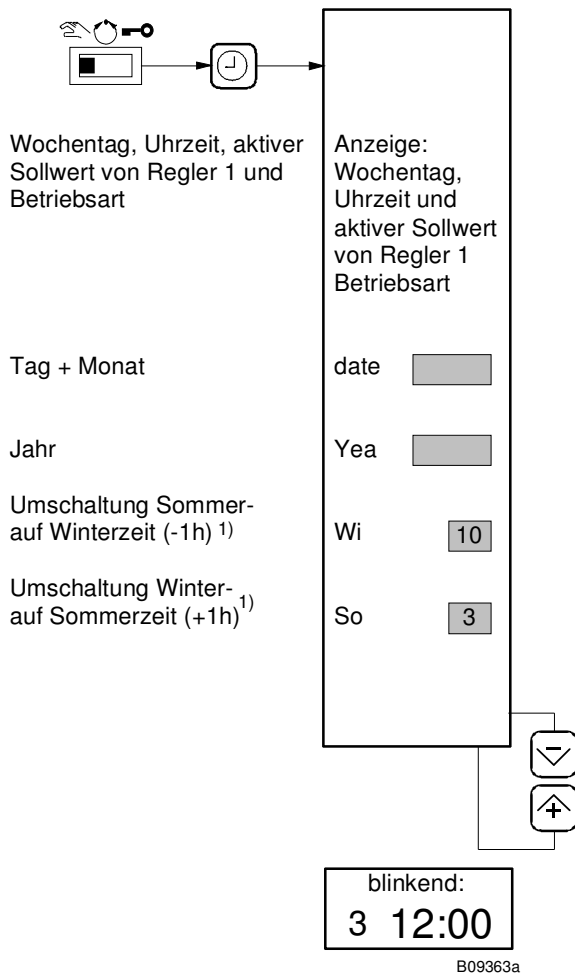 Wochentag, Uhrzeit, aktiver
Sollwert von Regler 1 und
Betriebsart
Anzeige:
Wochentag,
Uhrzeit und
aktiver Sollwert
von Regler 1
Betriebsart
Tag + Monat
date
Jahr
Yea
Umschaltung Sommer-
auf Winterzeit (-1h) 1)
Wi 10
Umschaltung Winter-
auf Sommerzeit (+1h) 1)
So 3
-
+
blinkend:
3 12:00
B09363a